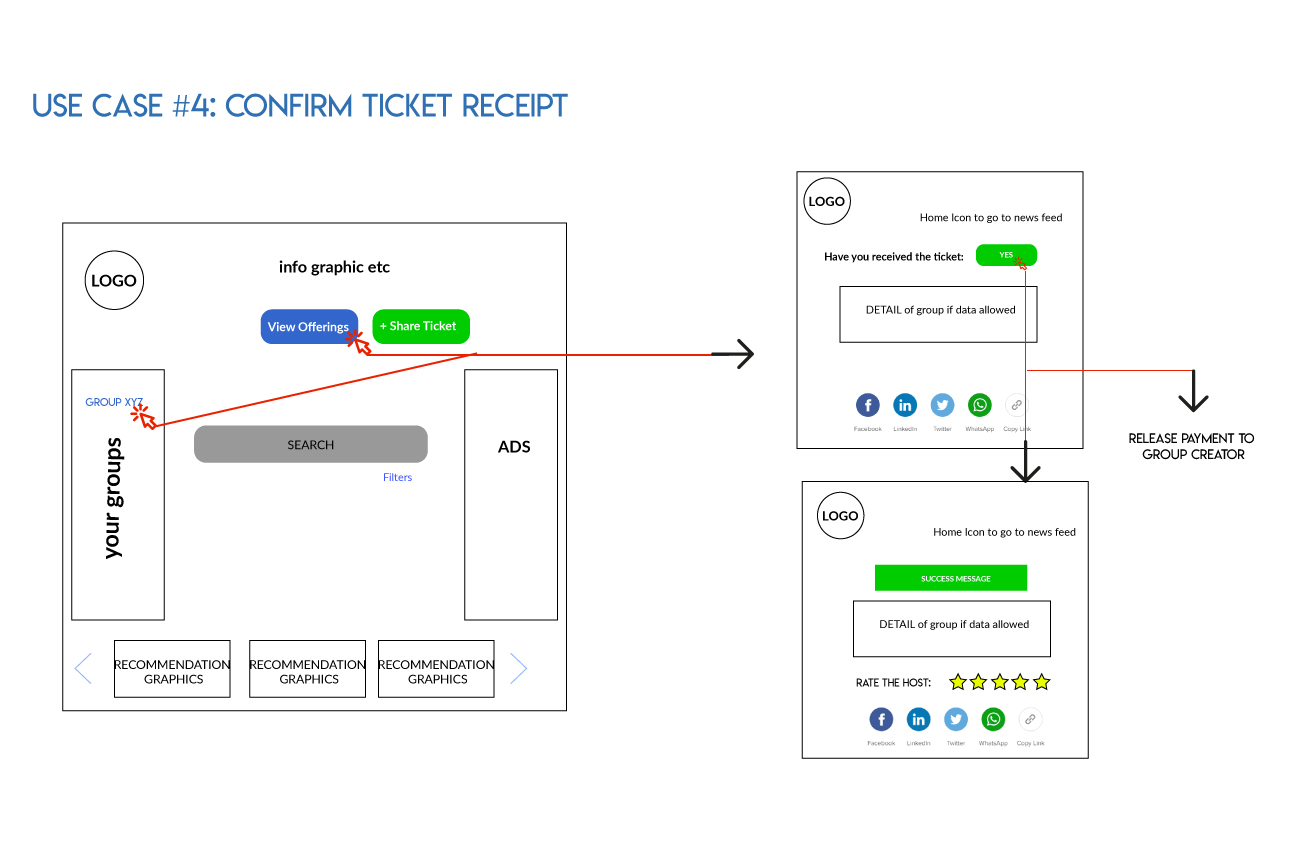 USE CASE #4: CONFIRM TICKET RECEIPT
LOGO
info graphic etc
View Offerings
+ Share Ticket
GROUP XYZ
your groups
SEARCH
Filters
ADS
RECOMMENDATION
GRAPHICS
RECOMMENDATION
GRAPHICS
RECOMMENDATION
GRAPHICS
LOGO
Home Icon to go to news feed
Have you received the ticket:
YES
DETAIL of group if data allowed
Facebook
LinkedIn
Twitter
WhatsApp
Copy Link
RELEASE PAYMENT TO
GROUP CREATOR
LOGO
Home Icon to go to news feed
SUCCESS MESSAGE
DETAIL of group if data allowed
RATE THE HOST:
Facebook
LinkedIn
Twitter
WhatsApp
Copy Link